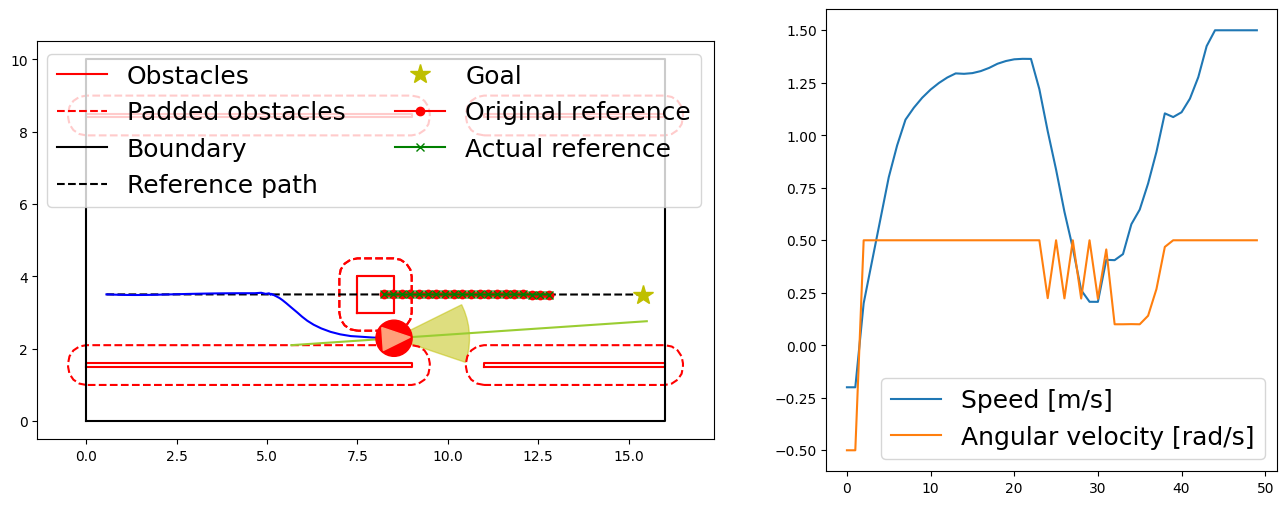 10
8
6
4
2
0
Obstacles
Padded obstacles
Boundary
Reference path
Goal
Original reference
Actual reference
0.0 2.5 5.0 7.5 10.0 12.5 15.0
1.50
1.25
1.00
0.75
0.50
0.25
0.00
−0.25
−0.50
Speed [m/s]
Angular velocity [rad/s]
0 10 20 30 40 50